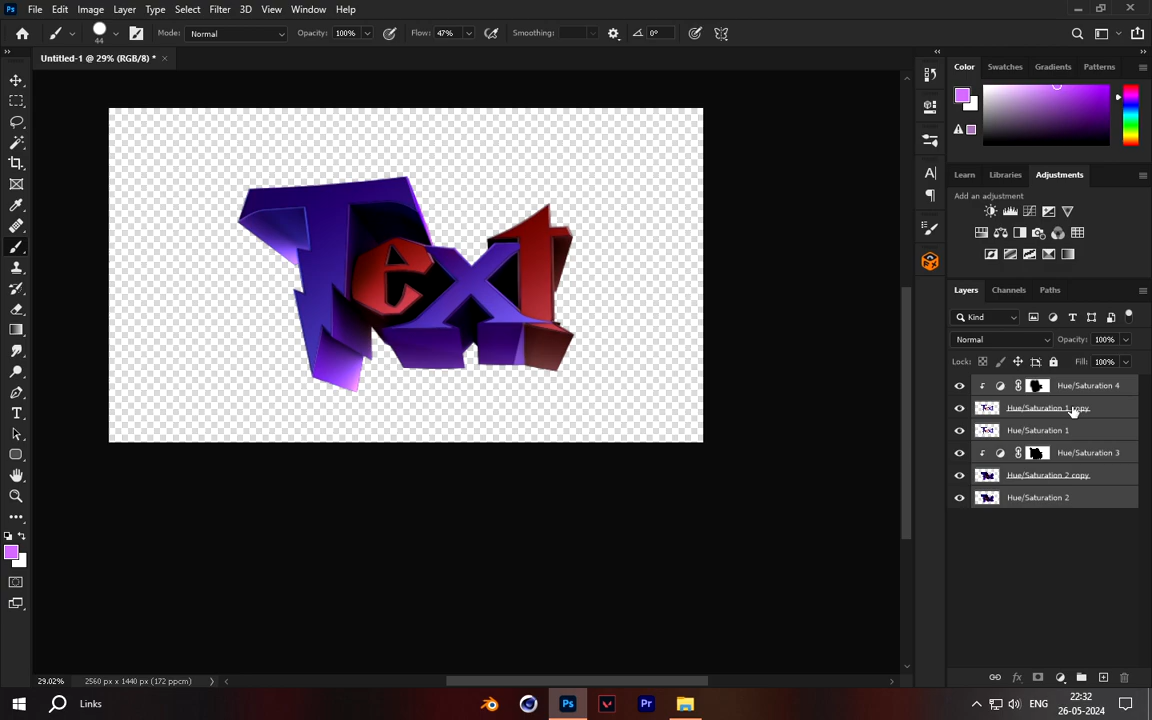 Ps File Edit Image Layer Type Select Filter 3D View Window Help
44 Mode: Normal Opacity: 100% Flow: 47% Smoothing: 0°
Untitled-1 @ 29% (RGB/8) * ×
Color Swatches Gradients Patterns
Learn Libraries Adjustments
Add an adjustment
Layers Channels Paths
Kind
Normal Opacity: 100%
Lock: Fill: 100%
Hue/Saturation 4
Hue/Saturation 1 copy
Hue/Saturation 1
Hue/Saturation 3
Hue/Saturation 2 copy
Hue/Saturation 2
Text
29.02% 2560 px x 1440 px (172 ppcm)
Links Ps Pr ENG 22:32
26-05-2024